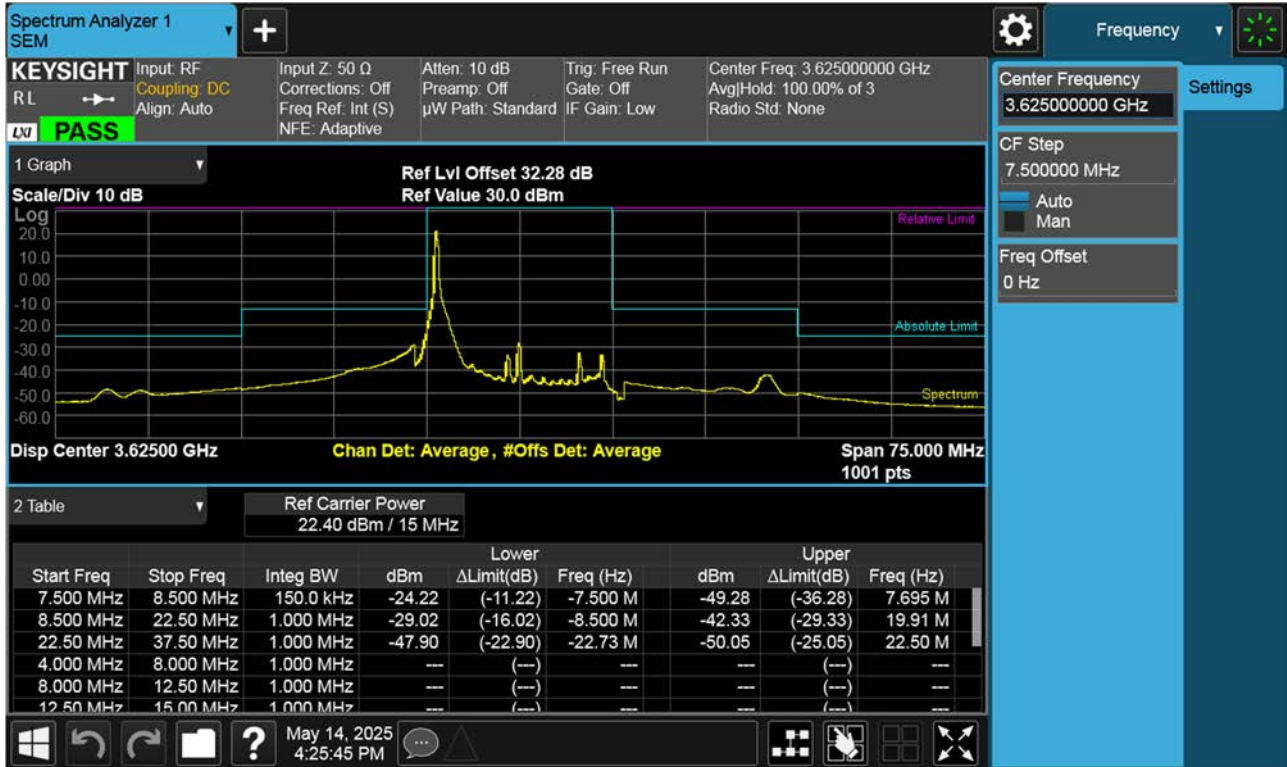 Spectrum Analyzer 1
SEM
Frequency
KEYSIGHT
RL
LXI PASS
Input: RF
Coupling: DC
Align: Auto
Input Z: 50 Ω
Corrections: Off
Freq Ref: Int (S)
NFE: Adaptive
Atten: 10 dB
Preamp: Off
µW Path: Standard
Trig: Free Run
Gate: Off
IF Gain: Low
Center Freq: 3.625000000 GHz
Avg|Hold: 100.00% of 3
Radio Std: None
Center Frequency
3.625000000 GHz
Settings
CF Step
7.500000 MHz
Auto
Man
Freq Offset
0 Hz
1 Graph
Ref Lvl Offset 32.28 dB
Scale/Div 10 dB
Ref Value 30.0 dBm
Log
Relative Limit
20.0
10.0
0.00
-10.0
-20.0
Absolute Limit
-30.0
-40.0
-50.0
Spectrum
-60.0
Disp Center 3.62500 GHz
Chan Det: Average, #Offs Det: Average
Span 75.000 MHz
1001 pts
2 Table
Ref Carrier Power
22.40 dBm / 15 MHz
Lower Upper
Start Freq Stop Freq Integ BW dBm ΔLimit(dB) Freq (Hz) dBm ΔLimit(dB) Freq (Hz)
7.500 MHz 8.500 MHz 150.0 kHz -24.22 (-11.22) -7.500 M -49.28 (-36.28) 7.695 M
8.500 MHz 22.50 MHz 1.000 MHz -29.02 (-16.02) -8.500 M -42.33 (-29.33) 19.91 M
22.50 MHz 37.50 MHz 1.000 MHz -47.90 (-22.90) -22.73 M -50.05 (-25.05) 22.50 M
4.000 MHz 8.000 MHz 1.000 MHz --- (---) --- --- (---) ---
8.000 MHz 12.50 MHz 1.000 MHz --- (---) --- --- (---) ---
12.50 MHz 15.00 MHz 1.000 MHz --- (---) --- --- (---) ---
May 14, 2025
4:25:45 PM